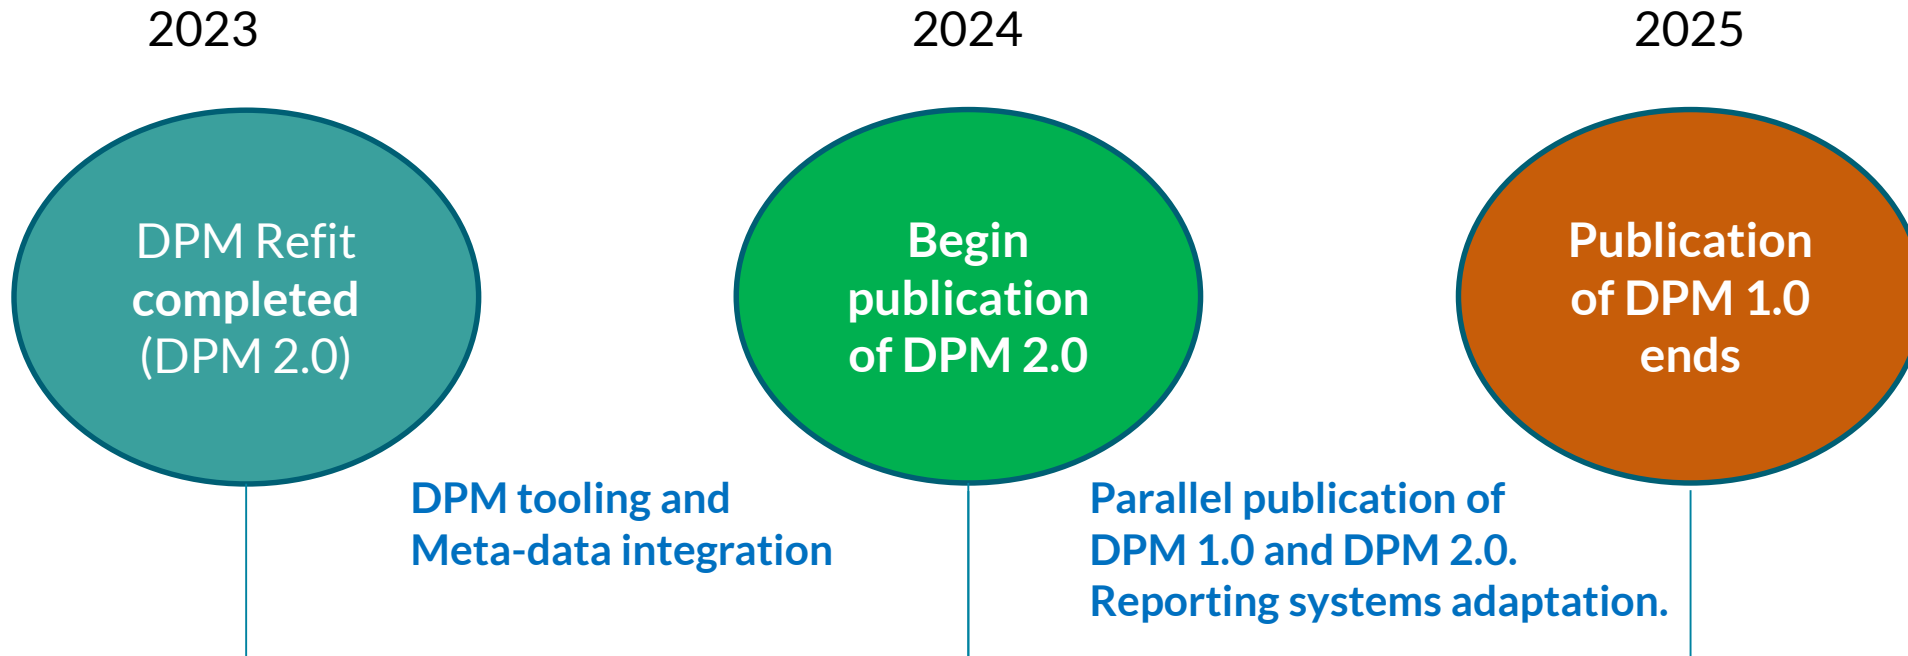 2023
2024
2025
DPM Refit
completed
(DPM 2.0)
Begin
publication
of DPM 2.0
Publication
of DPM 1.0
ends
DPM tooling and
Meta-data integration
Parallel publication of
DPM 1.0 and DPM 2.0.
Reporting systems adaptation.